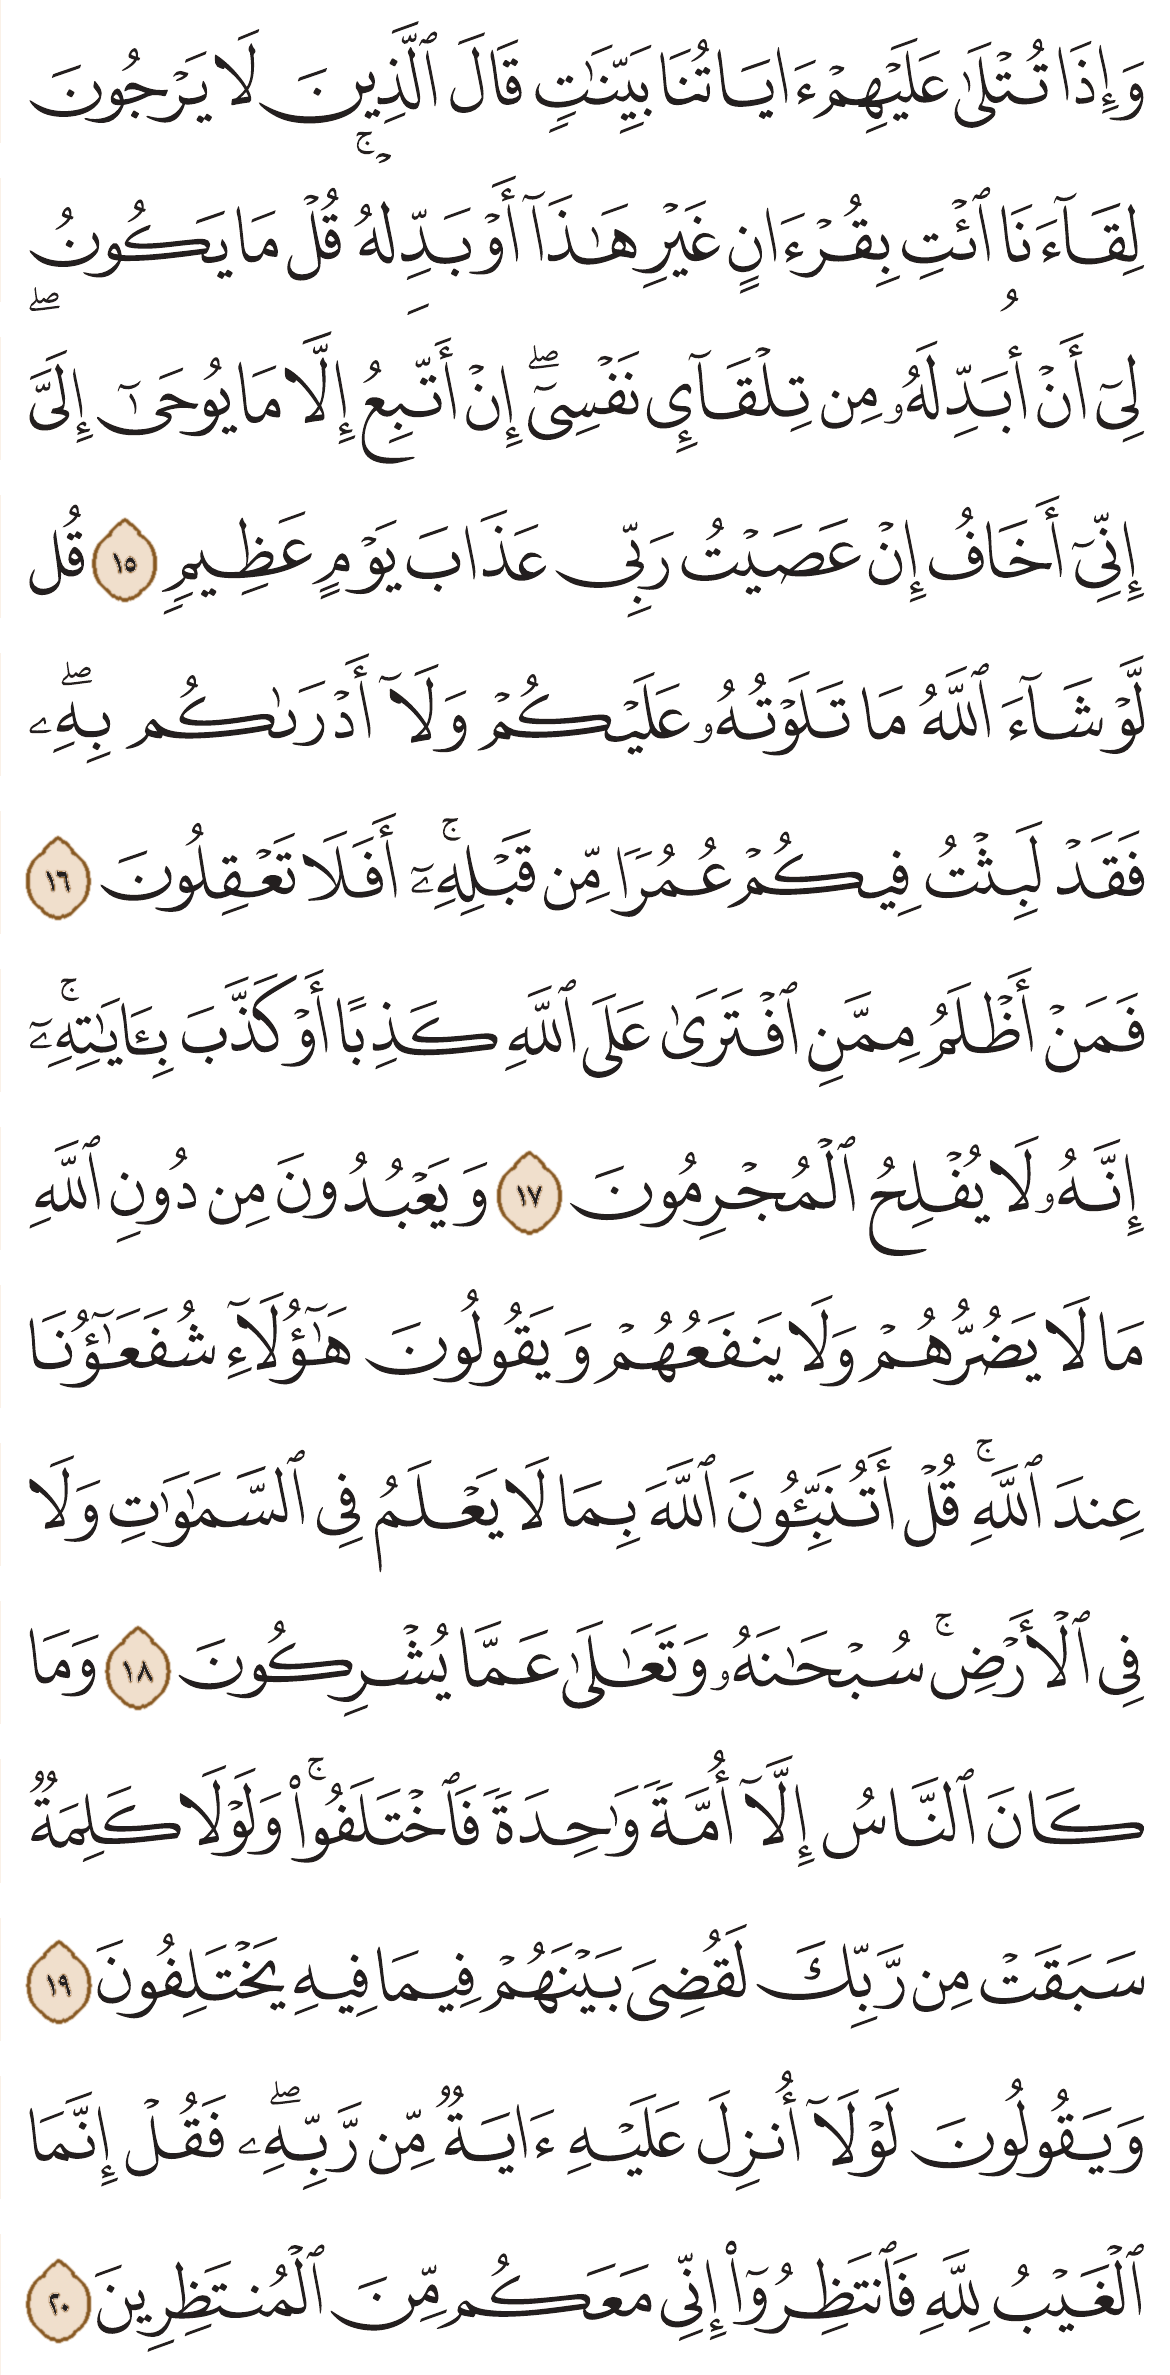 وَإِذَا تُتْلَىٰ عَلَيْهِمْ ءَايَاتُنَا بَيِّنَٰتٍ قَالَ ٱلَّذِينَ لَا يَرْجُونَ
لِقَآءَنَا ٱئْتِ بِقُرْءَانٍ غَيْرِ هَٰذَآ أَوْ بَدِّلْهُ ۚ قُلْ مَا يَكُونُ
لِىٓ أَنْ أُبَدِّلَهُۥ مِن تِلْقَآئِ نَفْسِىٓ ۖ إِنْ أَتَّبِعُ إِلَّا مَا يُوحَىٰٓ إِلَىَّ ۖ
إِنِّىٓ أَخَافُ إِنْ عَصَيْتُ رَبِّى عَذَابَ يَوْمٍ عَظِيمٍ ١٥ قُل
لَّوْ شَآءَ ٱللَّهُ مَا تَلَوْتُهُۥ عَلَيْكُمْ وَلَآ أَدْرَىٰكُم بِهِۦ ۖ
فَقَدْ لَبِثْتُ فِيكُمْ عُمُرًا مِّن قَبْلِهِۦٓ ۚ أَفَلَا تَعْقِلُونَ ١٦
فَمَنْ أَظْلَمُ مِمَّنِ ٱفْتَرَىٰ عَلَى ٱللَّهِ كَذِبًا أَوْ كَذَّبَ بِـَٔايَٰتِهِۦٓ ۚ
إِنَّهُۥ لَا يُفْلِحُ ٱلْمُجْرِمُونَ ١٧ وَيَعْبُدُونَ مِن دُونِ ٱللَّهِ
مَا لَا يَضُرُّهُمْ وَلَا يَنفَعُهُمْ وَيَقُولُونَ هَٰٓؤُلَآءِ شُفَعَٰٓؤُنَا
عِندَ ٱللَّهِ ۚ قُلْ أَتُنَبِّـُٔونَ ٱللَّهَ بِمَا لَا يَعْلَمُ فِى ٱلسَّمَٰوَٰتِ وَلَا
فِى ٱلْأَرْضِ ۚ سُبْحَٰنَهُۥ وَتَعَٰلَىٰ عَمَّا يُشْرِكُونَ ١٨ وَمَا
كَانَ ٱلنَّاسُ إِلَّآ أُمَّةً وَٰحِدَةً فَٱخْتَلَفُوا۟ ۚ وَلَوْلَا كَلِمَةٌ
سَبَقَتْ مِن رَّبِّكَ لَقُضِىَ بَيْنَهُمْ فِيمَا فِيهِ يَخْتَلِفُونَ ١٩
وَيَقُولُونَ لَوْلَآ أُنزِلَ عَلَيْهِ ءَايَةٌ مِّن رَّبِّهِۦ ۖ فَقُلْ إِنَّمَا
ٱلْغَيْبُ لِلَّهِ فَٱنتَظِرُوٓا۟ إِنِّى مَعَكُم مِّنَ ٱلْمُنتَظِرِينَ ٢٠